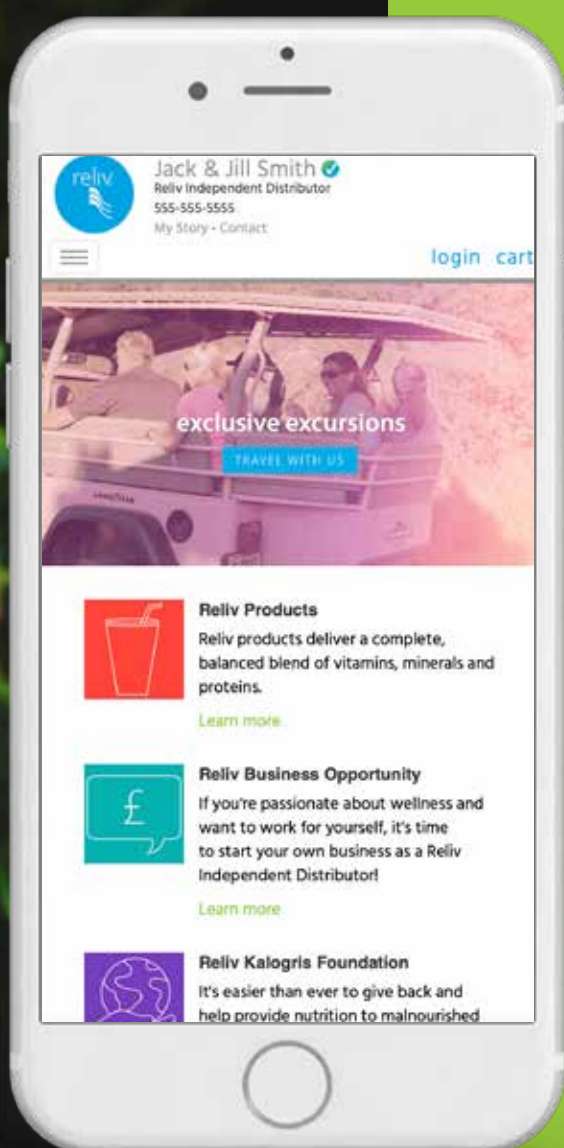 reliv
Jack & Jill Smith
Reliv Independent Distributor
555-555-5555
My Story • Contact
login cart
exclusive excursions
TRAVEL WITH US
Reliv Products
Reliv products deliver a complete,
balanced blend of vitamins, minerals and
proteins.
Learn more
£
Reliv Business Opportunity
If you're passionate about wellness and
want to work for yourself, it's time
to start your own business as a Reliv
Independent Distributor!
Learn more
Reliv Kalogris Foundation
It's easier than ever to give back and
help provide nutrition to malnourished